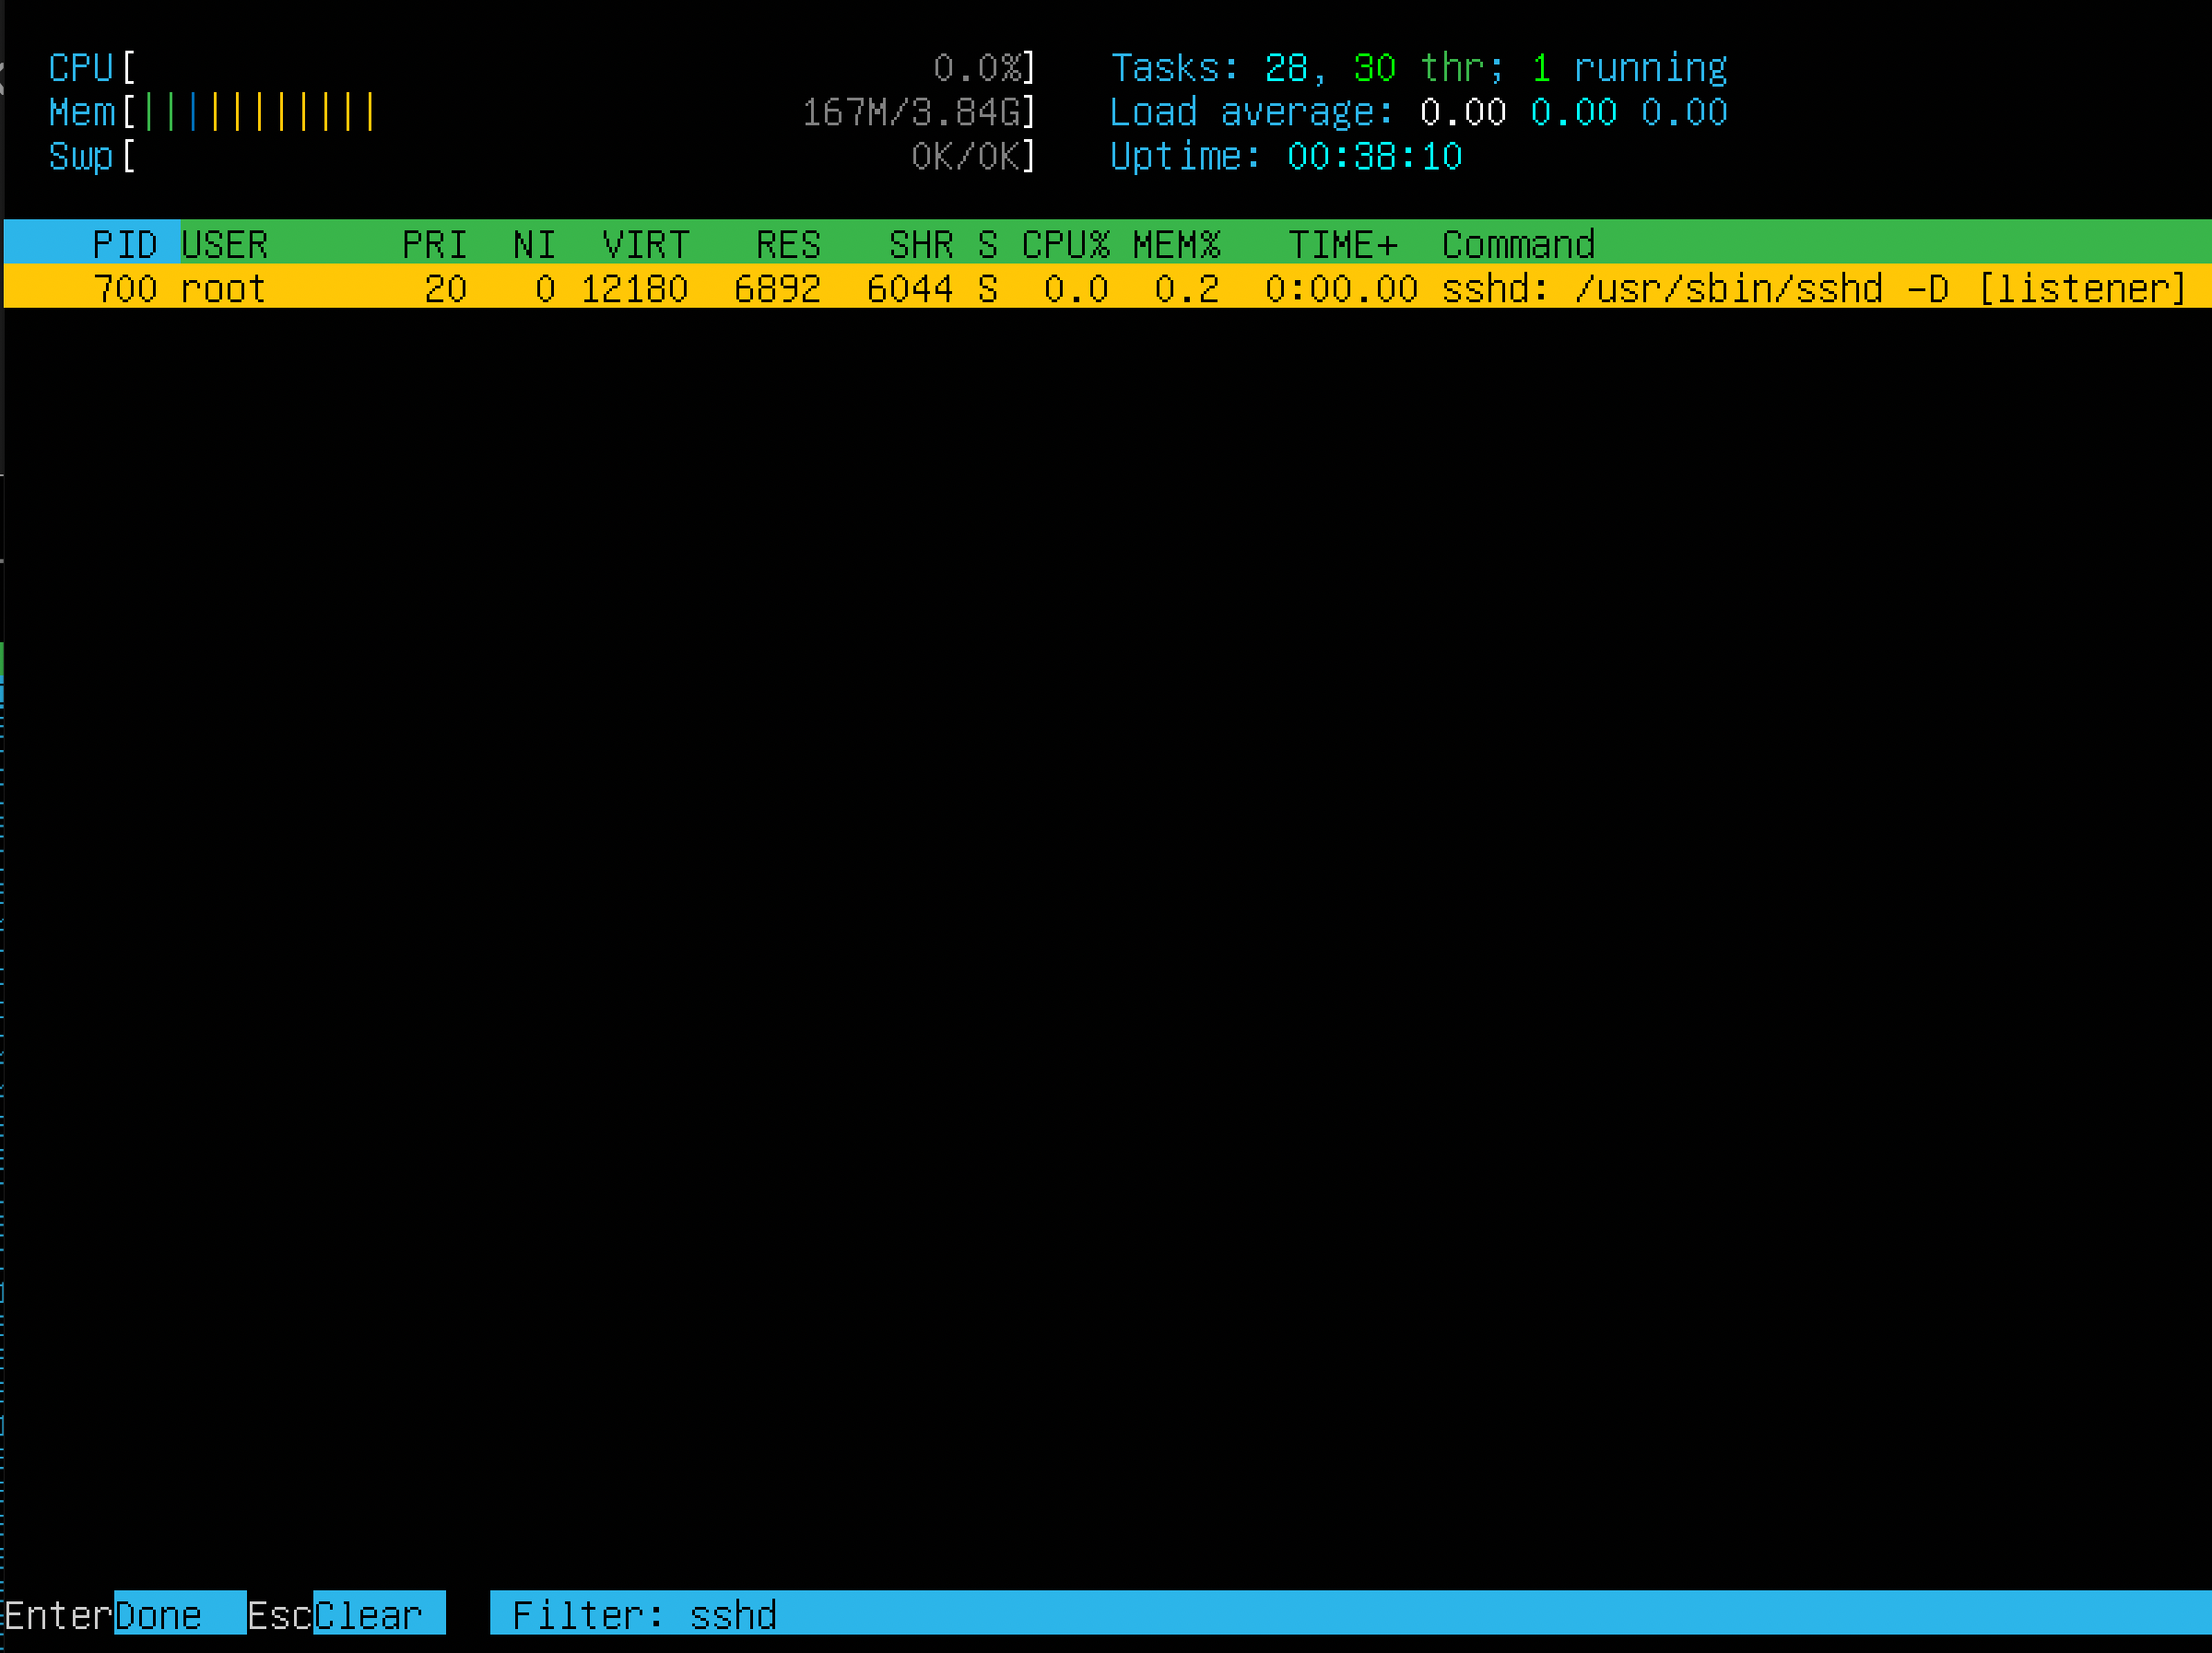 CPU[ 0.0%] Tasks: 28, 30 thr; 1 running
Mem[|||||||||||   167M/3.84G] Load average: 0.00 0.00 0.00
Swp[ 0K/0K] Uptime: 00:38:10
PID USER PRI NI VIRT RES SHR S CPU% MEM% TIME+ Command
700 root 20 0 12180 6892 6044 S 0.0 0.2 0:00.00 sshd: /usr/sbin/sshd -D [listener]
EnterDone EscClear Filter: sshd